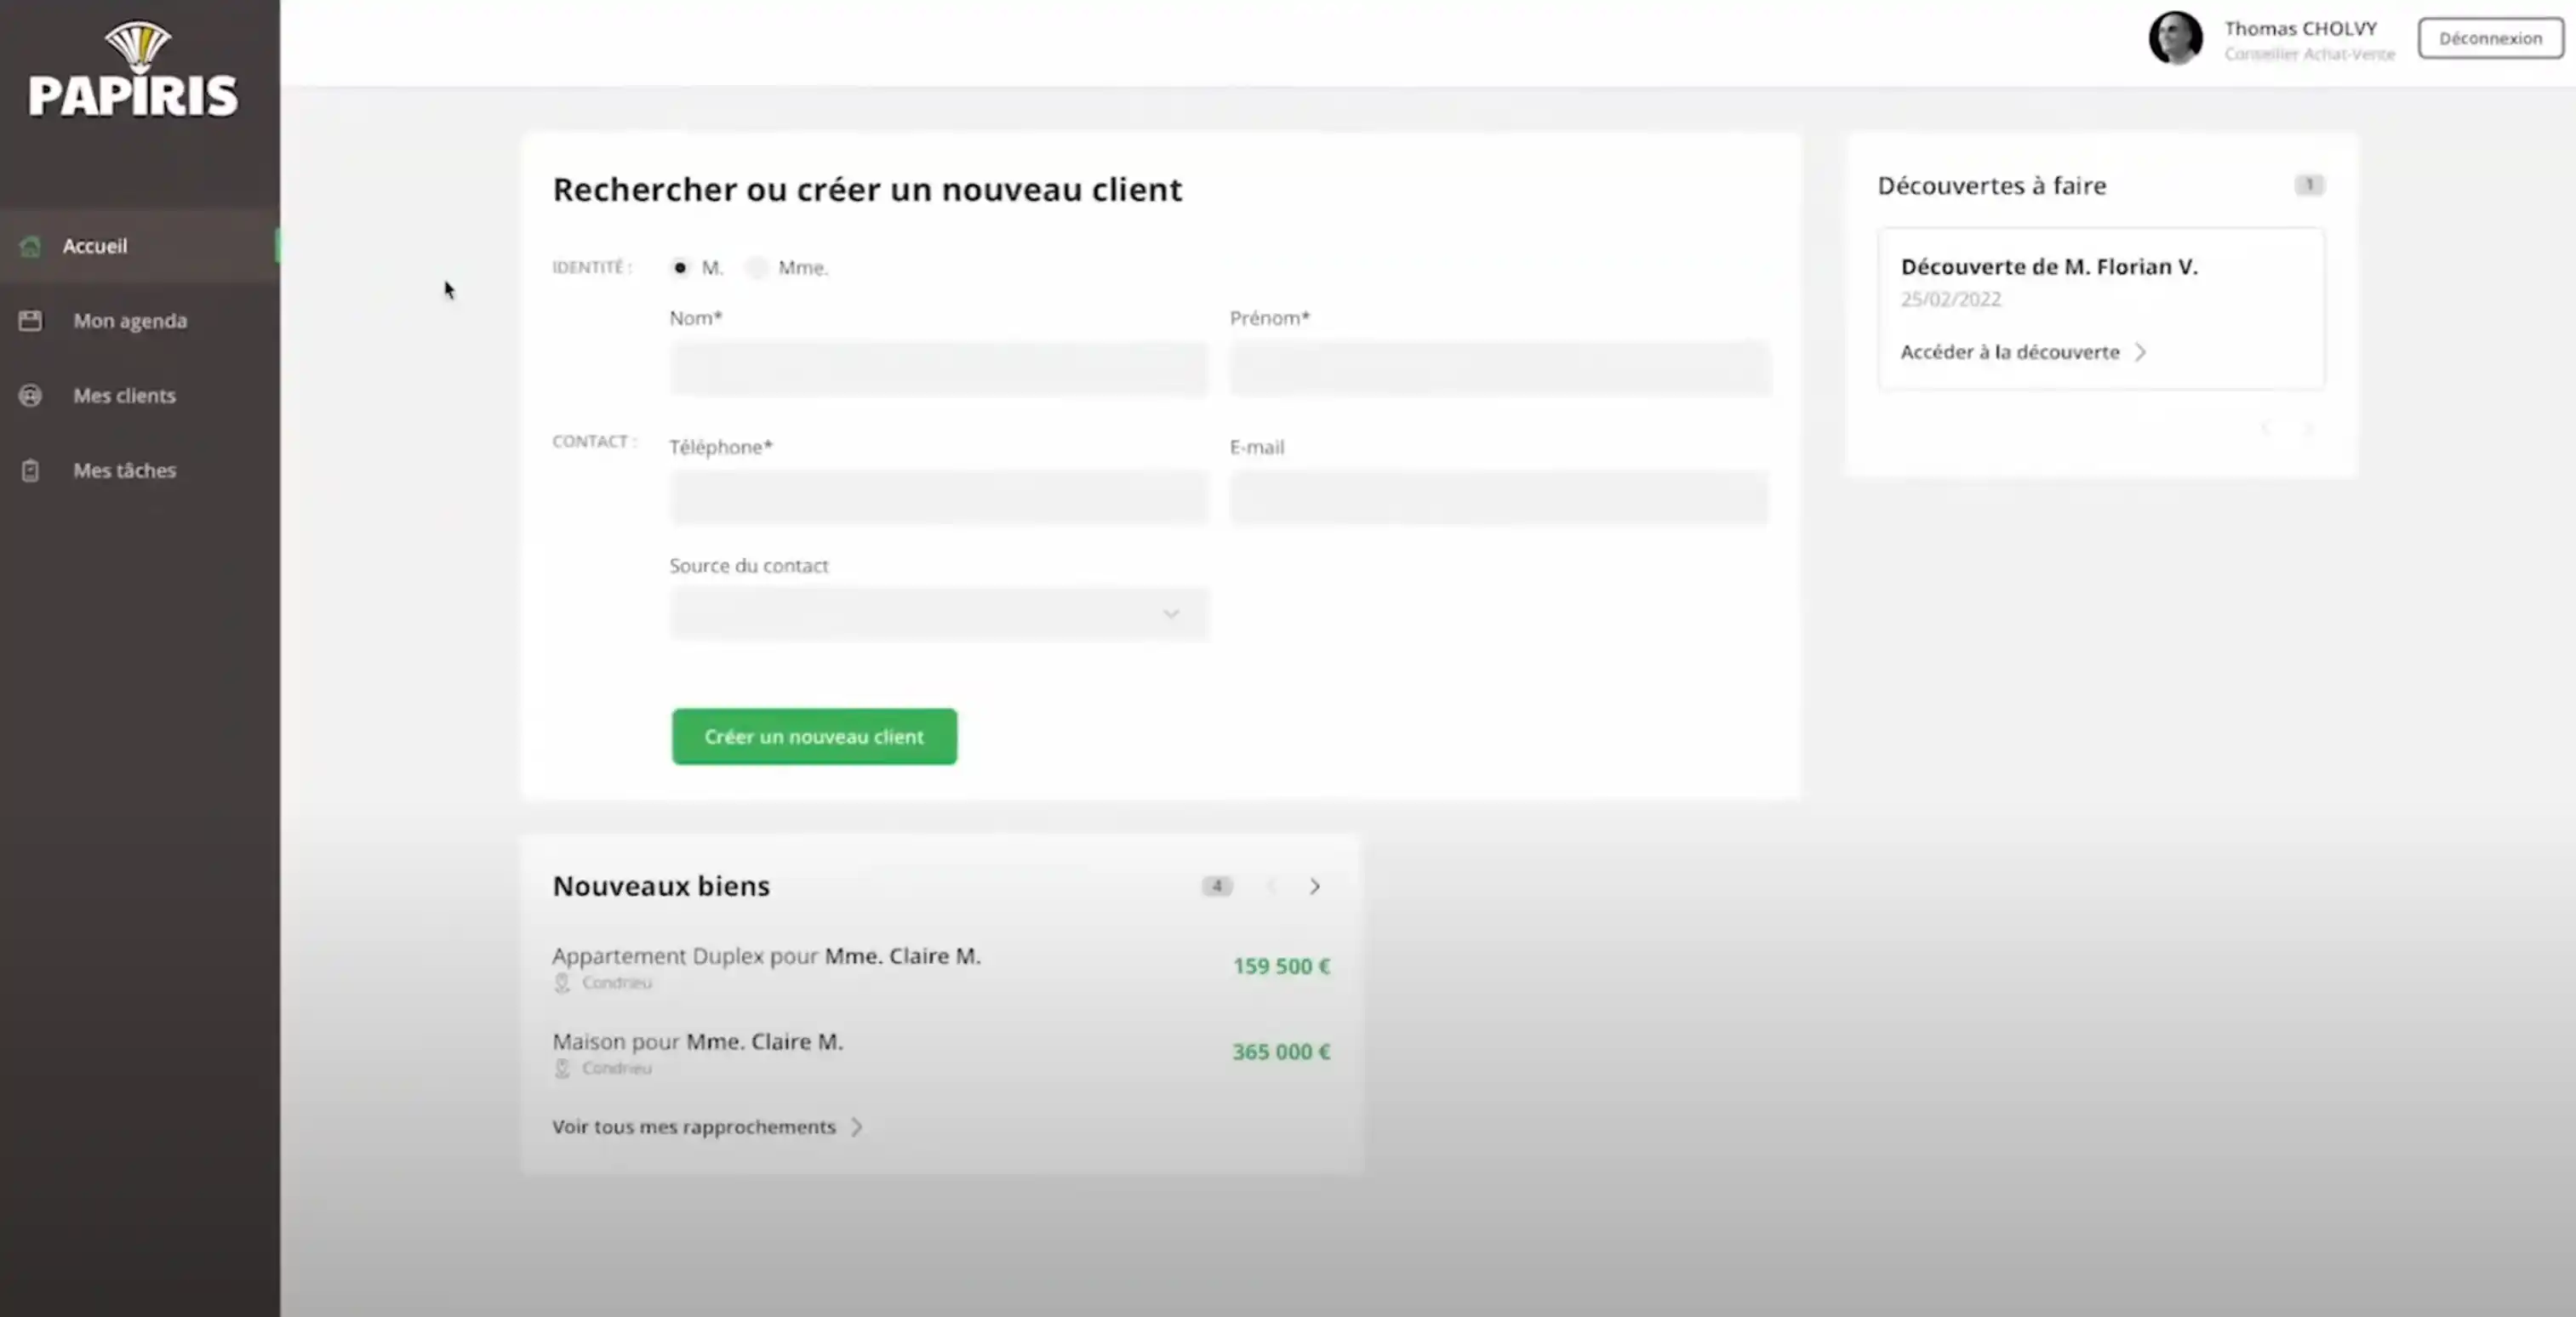 PAPIRIS
Thomas CHOLVY
Conseiller Achat-Vente
Déconnexion
Accueil
Mon agenda
Mes clients
Mes tâches
Rechercher ou créer un nouveau client
IDENTITÉ :
M.
Mme.
Nom*
Prénom*
CONTACT :
Téléphone*
E-mail
Source du contact
Créer un nouveau client
Découvertes à faire
1
Découverte de M. Florian V.
25/02/2022
Accéder à la découverte
Nouveaux biens
4
Appartement Duplex pour Mme. Claire M.
Condrieu
159 500 €
Maison pour Mme. Claire M.
Condrieu
365 000 €
Voir tous mes rapprochements